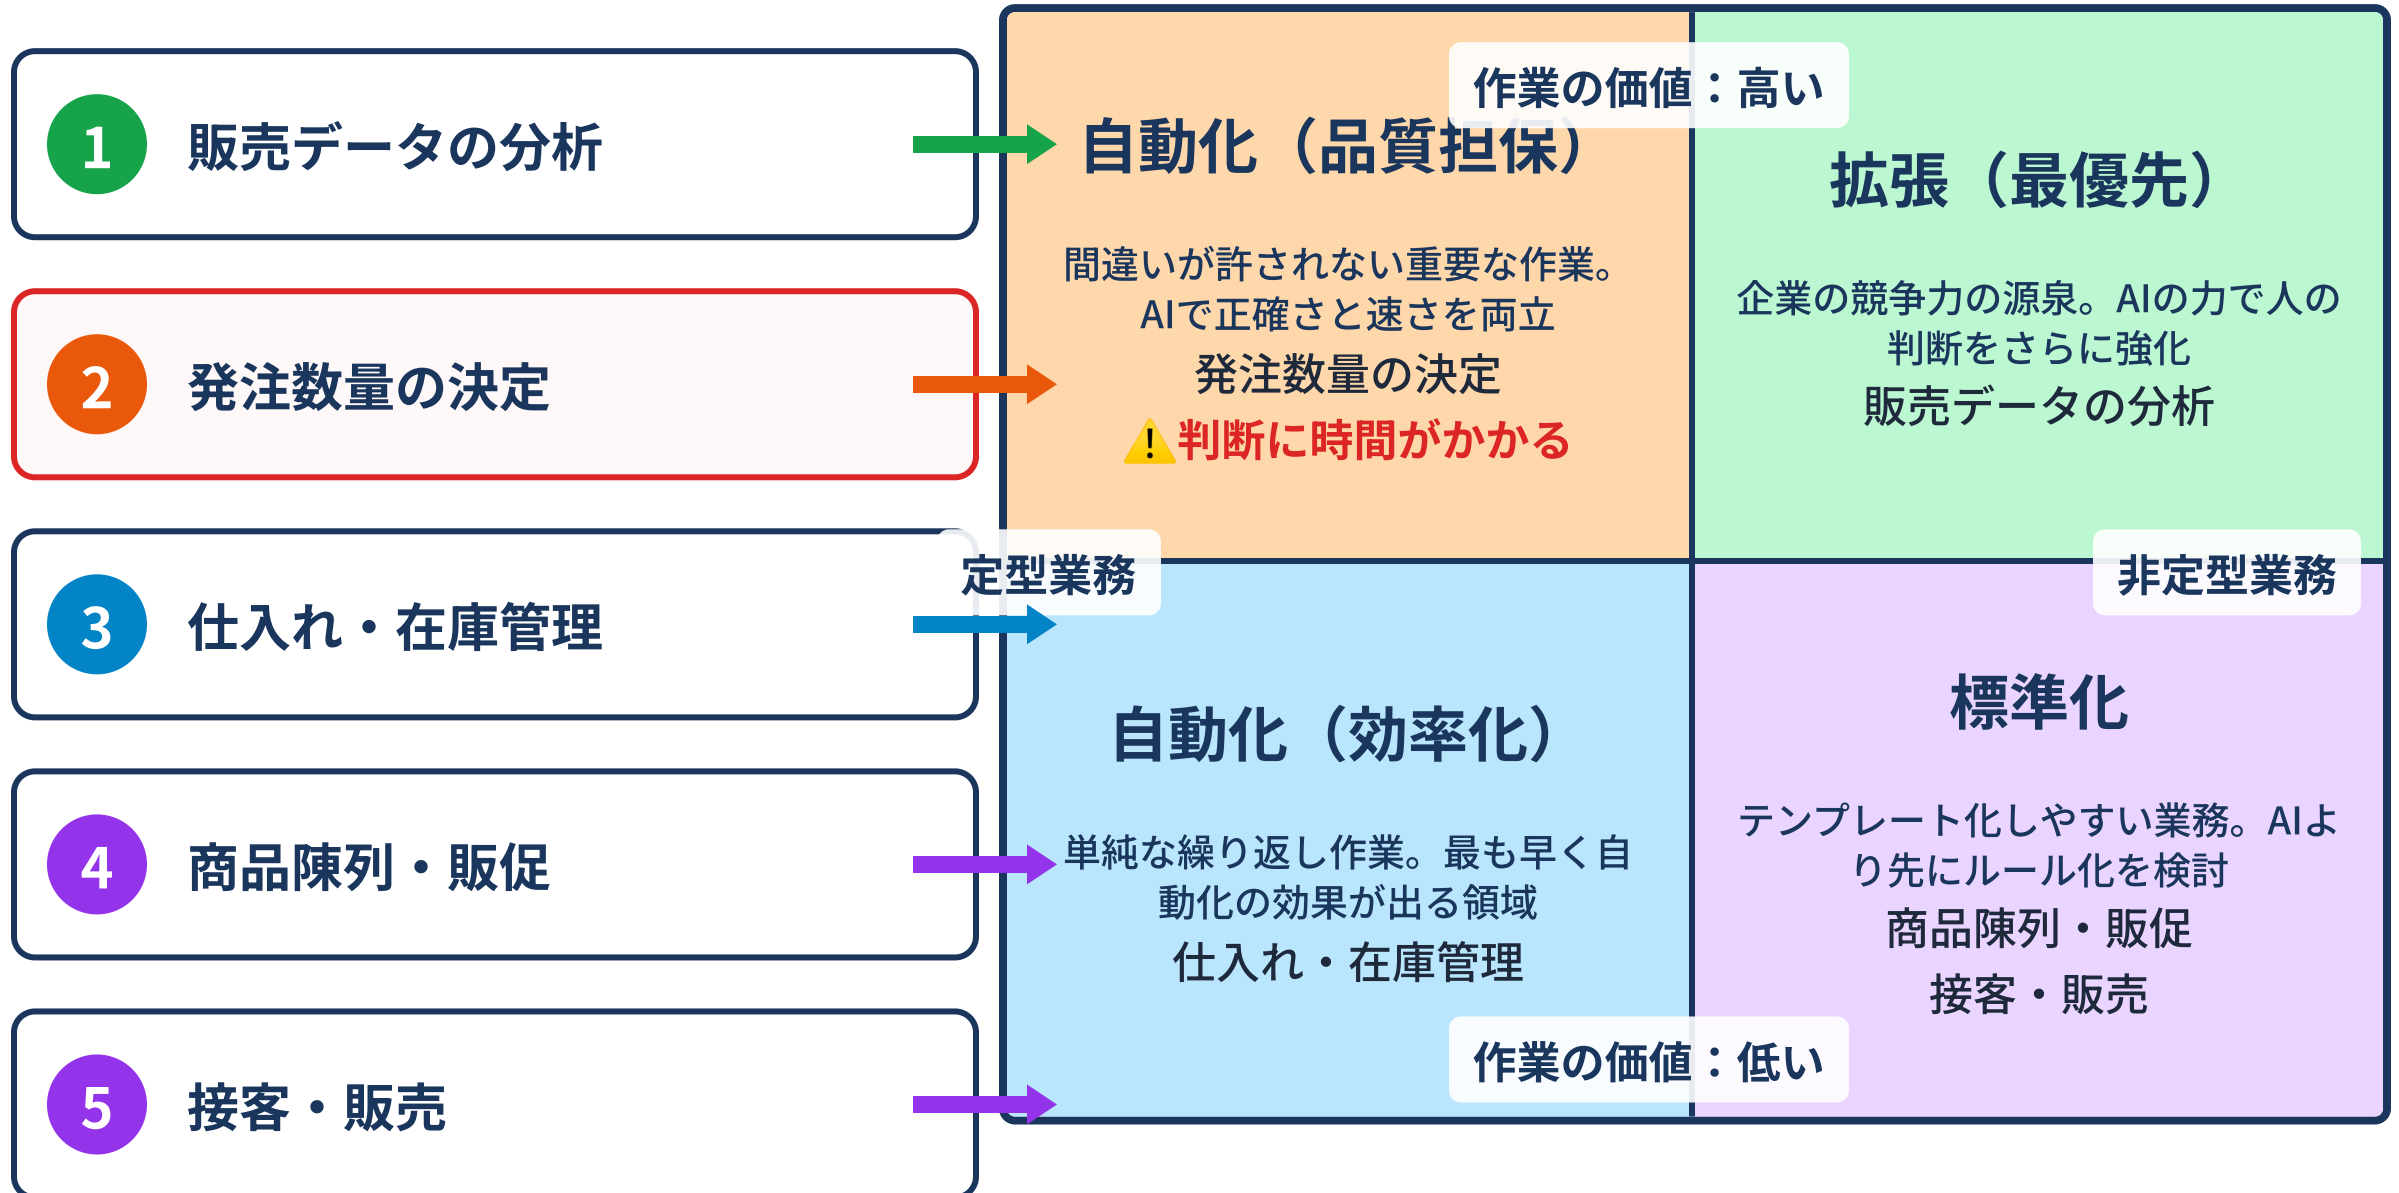 1 販売データの分析
2 発注数量の決定
3 仕入れ・在庫管理
4 商品陳列・販促
5 接客・販売
作業の価値：高い
自動化（品質担保）
間違いが許されない重要な作業。
AIで正確さと速さを両立
発注数量の決定
⚠️判断に時間がかかる
拡張（最優先）
企業の競争力の源泉。AIの力で人の
判断をさらに強化
販売データの分析
定型業務
非定型業務
自動化（効率化）
単純な繰り返し作業。最も早く自
動化の効果が出る領域
仕入れ・在庫管理
標準化
テンプレート化しやすい業務。AIよ
り先にルール化を検討
商品陳列・販促
接客・販売
作業の価値：低い